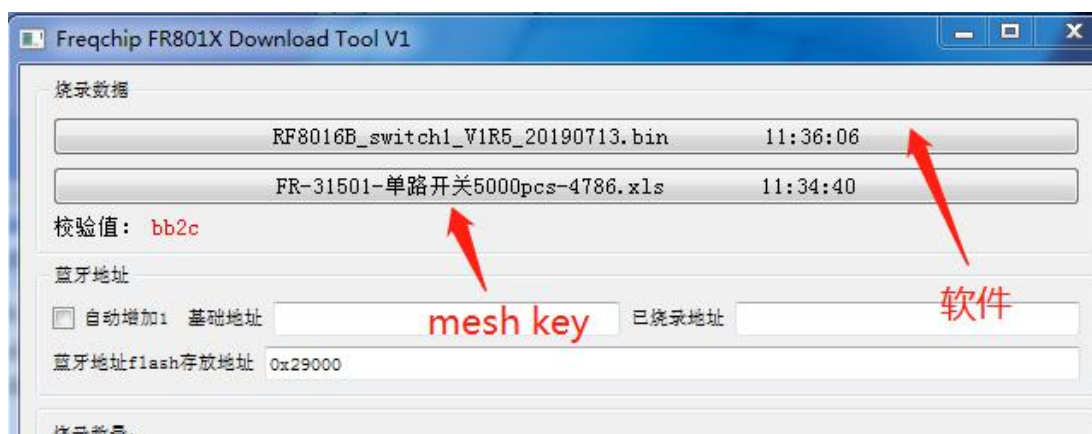 Freqchip FR801X Download Tool V1
烧录数据
RF8016B_switch1_V1R5_20190713.bin 11:36:06
FR-31501-单路开关5000pcs-4786.xls 11:34:40
校验值: bb2c
蓝牙地址
自动增加1 基础地址 mesh key 已烧录地址 软件
蓝牙地址flash存放地址 0x29000